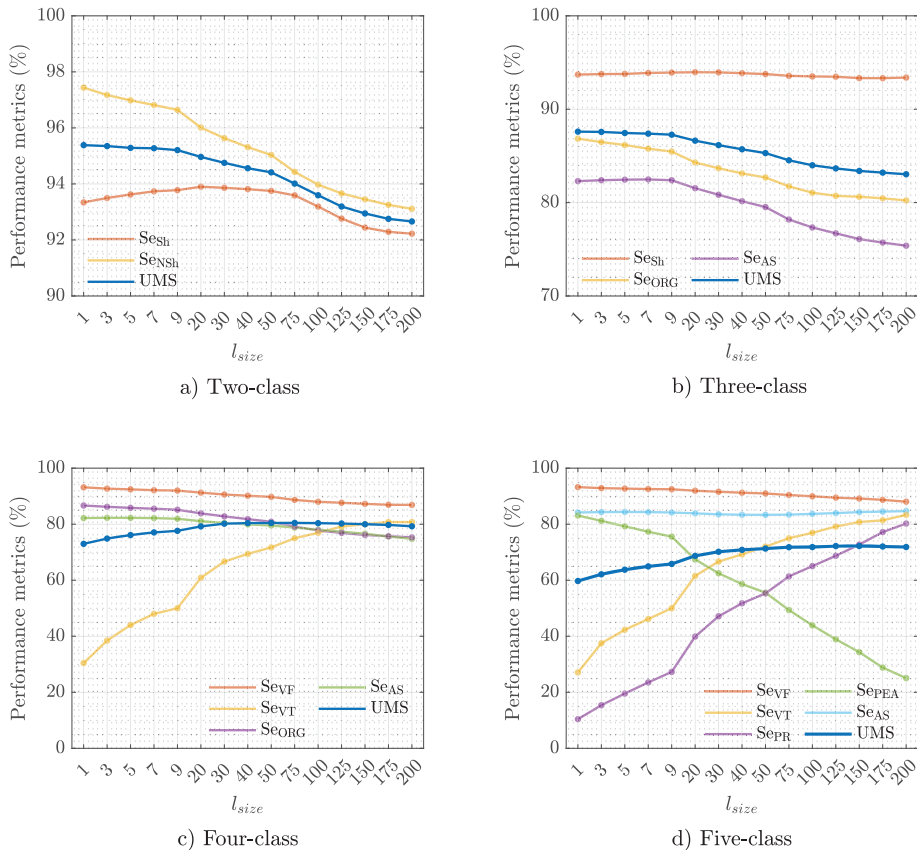 100
98
96
94
92
90
Performance metrics (%)
Se_Sh
Se_NSh
UMS
1 3 5 7 9 20 30 40 50 75 100 125 150 175 200
l_size
a) Two-class
100
90
80
70
Performance metrics (%)
Se_Sh Se_AS
Se_ORG UMS
1 3 5 7 9 20 30 40 50 75 100 125 150 175 200
l_size
b) Three-class
100
80
60
40
20
0
Performance metrics (%)
Se_VF Se_AS
Se_VT UMS
Se_ORG
1 3 5 7 9 20 30 40 50 75 100 125 150 175 200
l_size
c) Four-class
100
80
60
40
20
0
Performance metrics (%)
Se_VF Se_PEA
Se_VT Se_AS
Se_PR UMS
1 3 5 7 9 20 30 40 50 75 100 125 150 175 200
l_size
d) Five-class